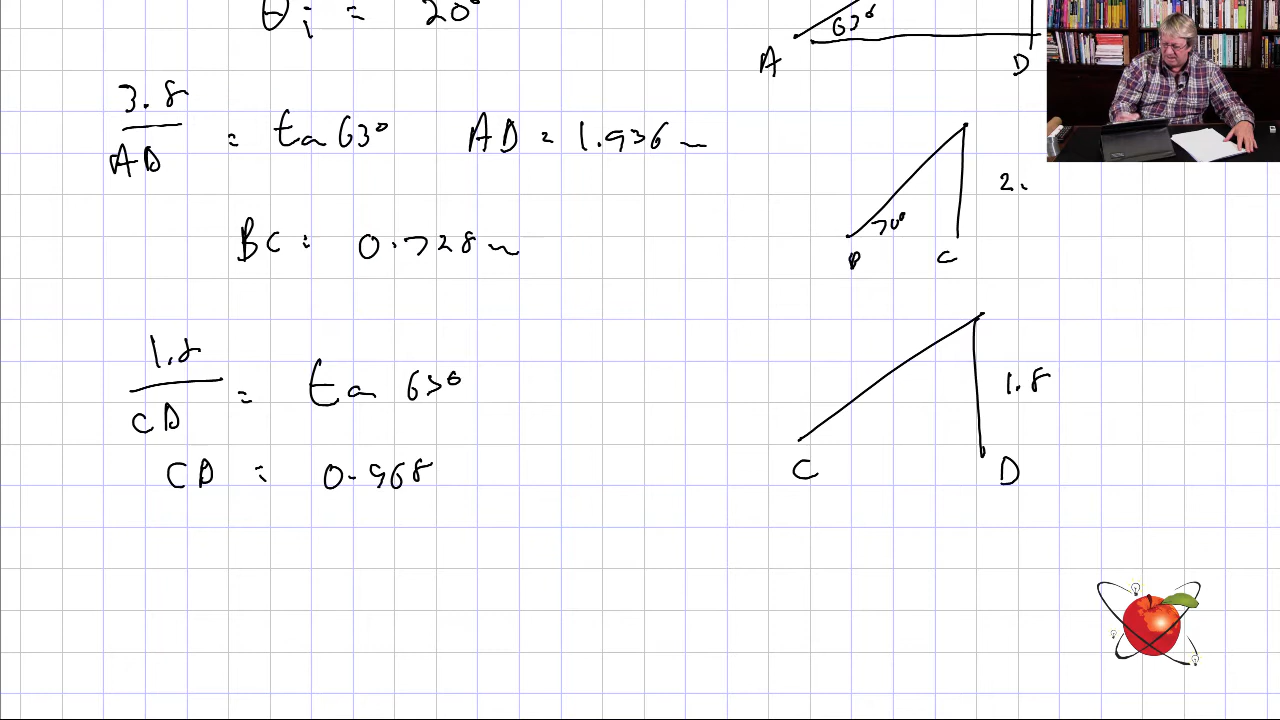 θi = 20°
63°
A
D
3.8
AD = tan 63° AD = 1.936 m
2.
70°
B C
BC = 0.728 m
1.8
CD = tan 63°
1.8
CD = 0.968
C D